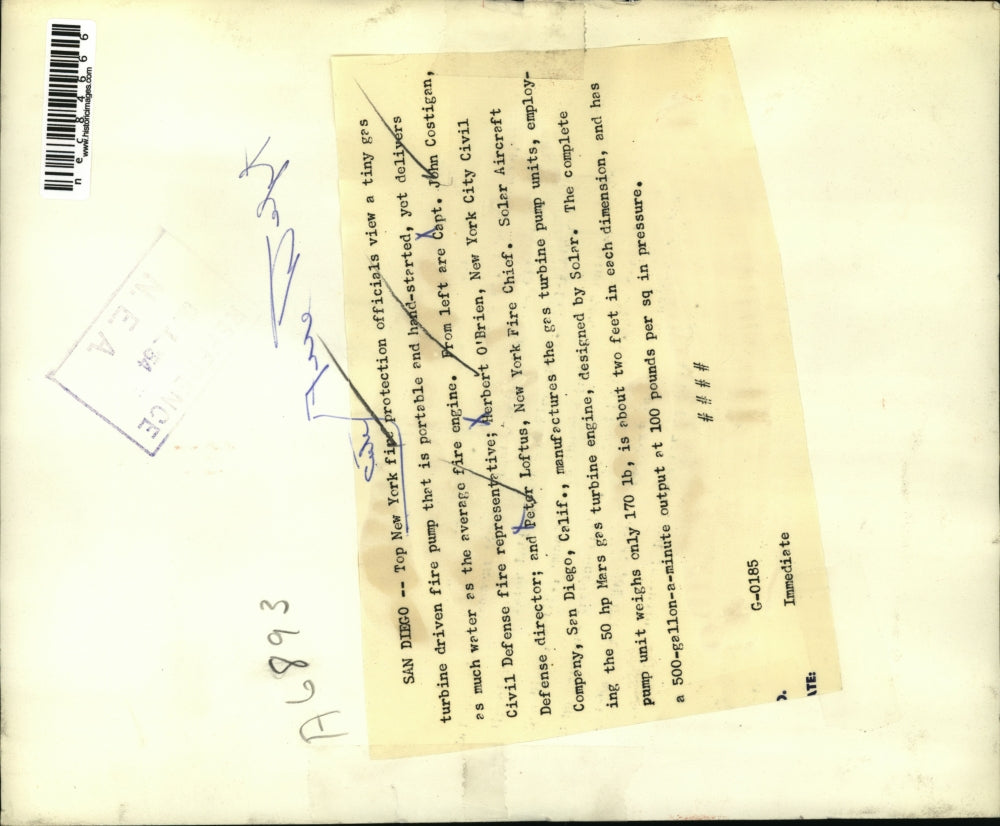 SAN DIEGO -- Top New York fire protection officials view a tiny gas
turbine driven fire pump that is portable and hand-started, yet delivers
as much water as the average fire engine. From left are Capt. John Costigan,
Civil Defense fire representative; Herbert O'Brien, New York City Civil
Defense director; and Peter Loftus, New York Fire Chief. Solar Aircraft
Company, San Diego, Calif., manufactures the gas turbine pump units, employ-
ing the 50 hp Mars gas turbine engine, designed by Solar. The complete
pump unit weighs only 170 lb, is about two feet in each dimension, and has
a 500-gallon-a-minute output at 100 pounds per sq in pressure.
####
G-0185
Immediate
D.
ATE:
A6893
N.E.A
nec84666
www.historicimages.com